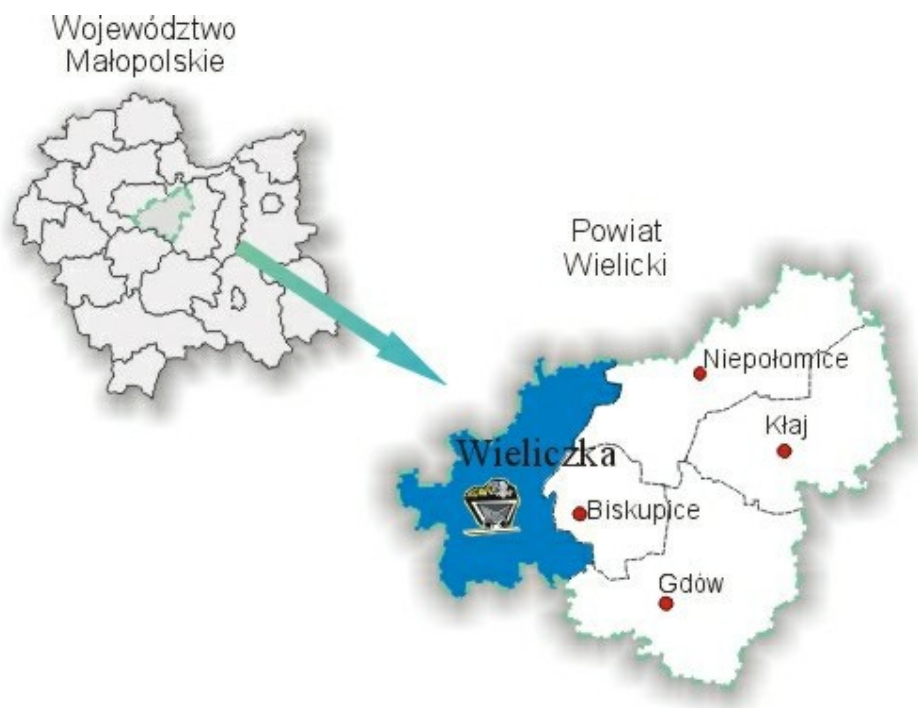 Województwo
Małopolskie
Powiat
Wielicki
Niepołomice
Kłaj
Wieliczka
Biskupice
Gdów